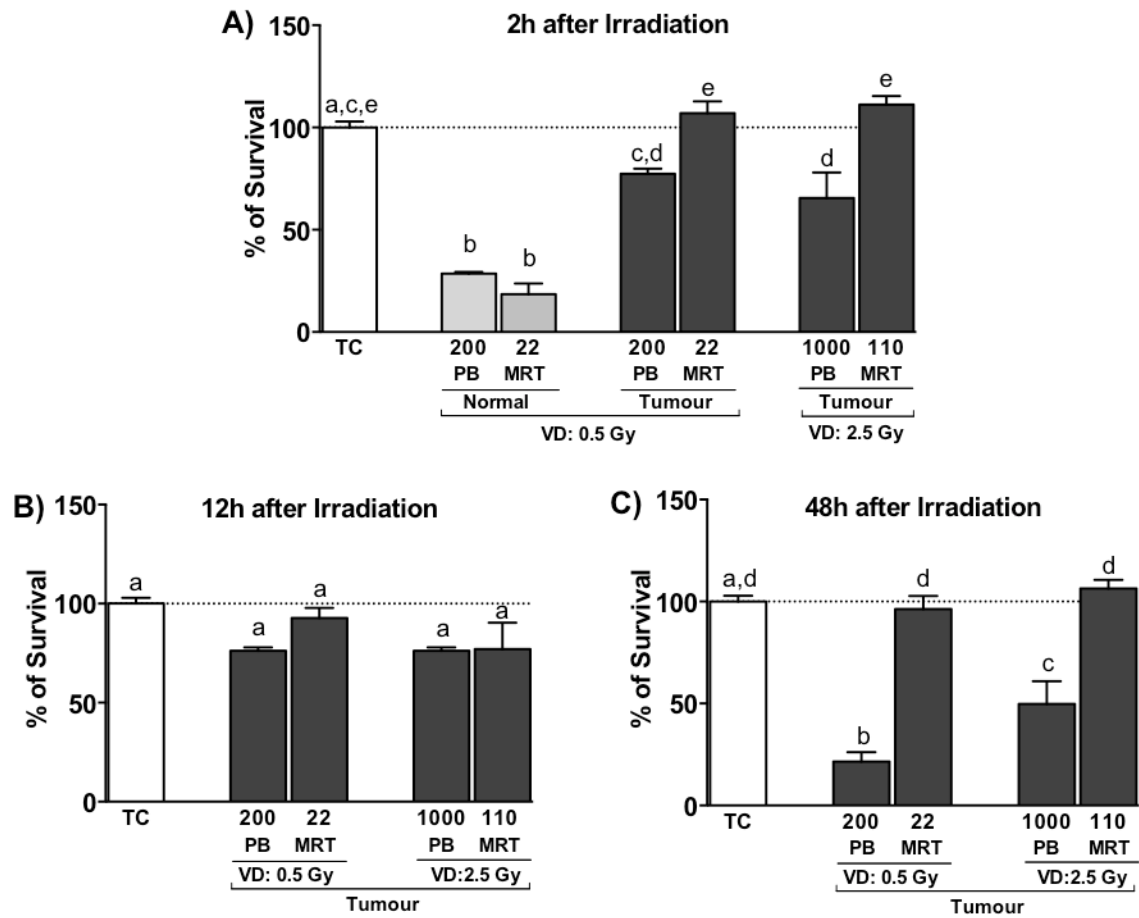 A)
2h after Irradiation
% of Survival
150
100
50
0
a,c,e
b
b
c,d
e
d
e
TC
200 22 200 22 1000 110
PB MRT PB MRT PB MRT
Normal Tumour Tumour
VD: 0.5 Gy VD: 2.5 Gy
B)
12h after Irradiation
% of Survival
150
100
50
0
a
a
a
a
a
TC
200 22 1000 110
PB MRT PB MRT
VD: 0.5 Gy VD:2.5 Gy
Tumour
C)
48h after Irradiation
% of Survival
150
100
50
0
a,d
b
d
c
d
TC
200 22 1000 110
PB MRT PB MRT
VD: 0.5 Gy VD:2.5 Gy
Tumour